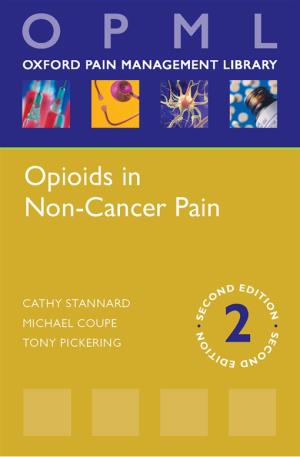 O P M L
OXFORD PAIN MANAGEMENT LIBRARY
Opioids in
Non-Cancer Pain
CATHY STANNARD
MICHAEL COUPE
TONY PICKERING
SECOND EDITION · SECOND EDITION ·
2